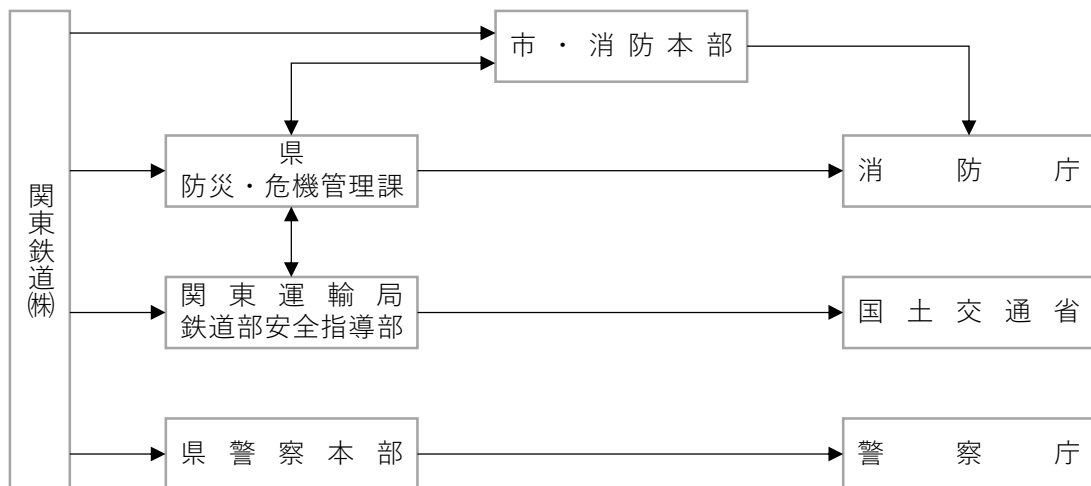 関東鉄道㈱
市・消防本部
県
防災・危機管理課
消防庁
関東運輸局
鉄道部安全指導部
国土交通省
県警察本部
警察庁